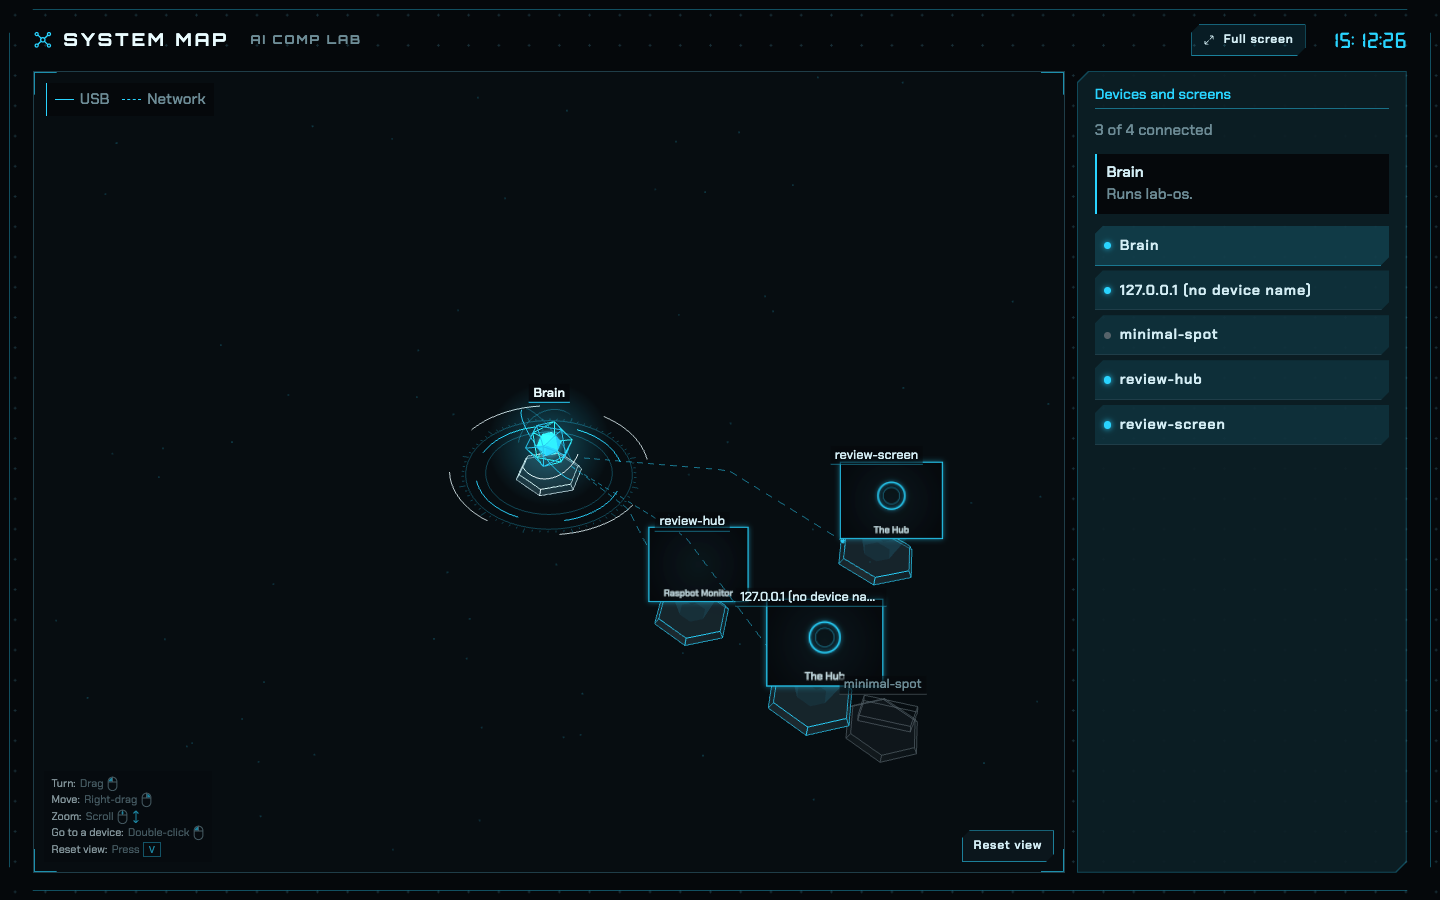 SYSTEM MAP AI COMP LAB
Full screen
15:12:26
USB Network
Brain
review-screen
The Hub
review-hub
Raspbot Monitor
127.0.0.1 (no device na...
The Hub
minimal-spot
Turn: Drag
Move: Right-drag
Zoom: Scroll
Go to a device: Double-click
Reset view: Press V
Reset view
Devices and screens
3 of 4 connected
Brain
Runs lab-os.
Brain
127.0.0.1 (no device name)
minimal-spot
review-hub
review-screen